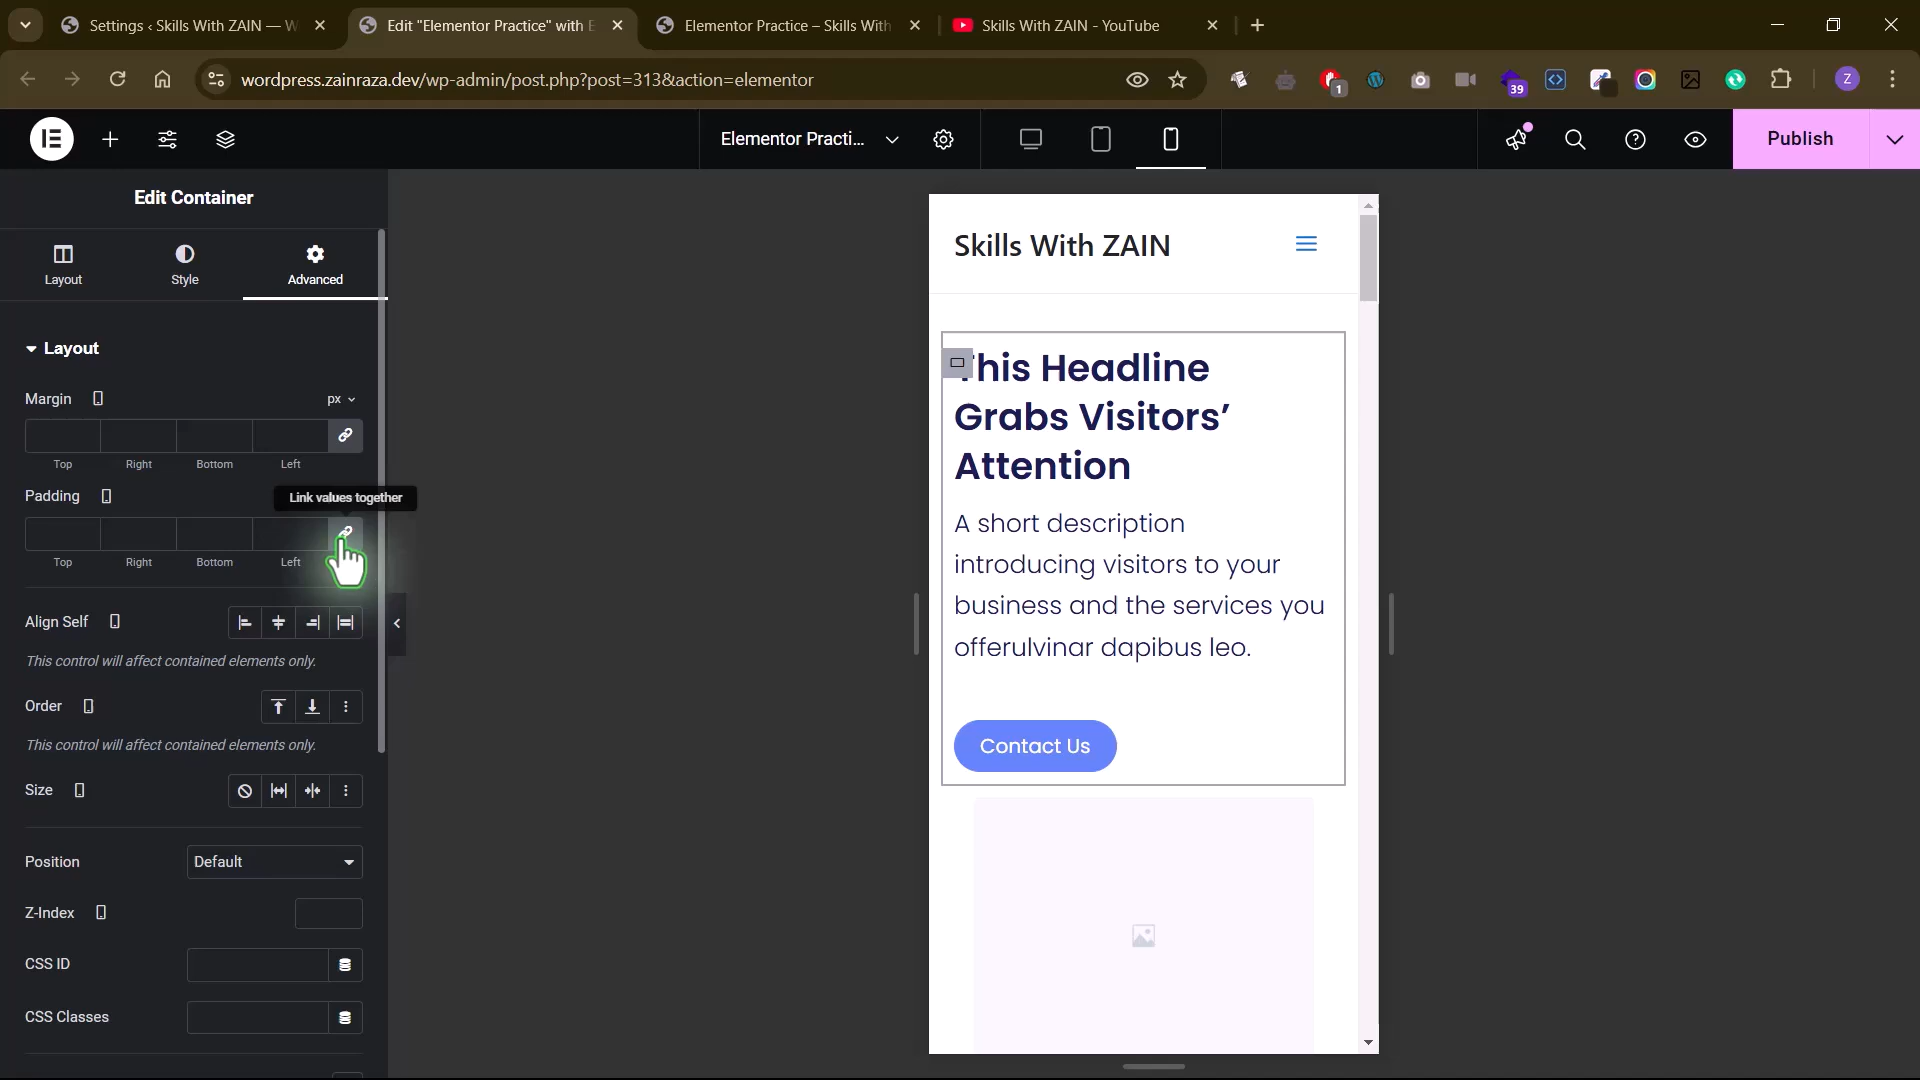 Settings ‹ Skills With ZAIN — W
Edit "Elementor Practice" with E
Elementor Practice – Skills With
Skills With ZAIN - YouTube
wordpress.zainraza.dev/wp-admin/post.php?post=313&action=elementor
1
39
Z
Elementor Practi...
Publish
Edit Container
Layout
Style
Advanced
Layout
Margin
px
Top
Right
Bottom
Left
Padding
Link values together
Top
Right
Bottom
Left
Align Self
This control will affect contained elements only.
Order
This control will affect contained elements only.
Size
Position
Default
Z-Index
CSS ID
CSS Classes
Skills With ZAIN
This Headline
Grabs Visitors’
Attention
A short description
introducing visitors to your
business and the services you
offerulvinar dapibus leo.
Contact Us